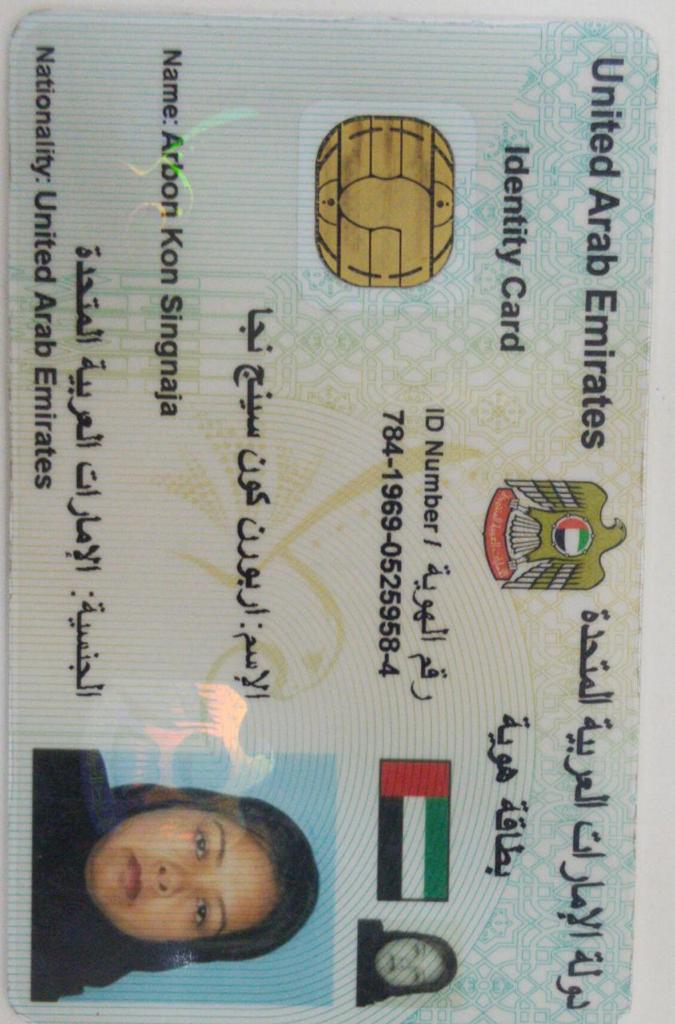 United Arab Emirates
دولة الإمارات العربية المتحدة
Identity Card
بطاقة هوية
ID Number / رقم الهوية
784-1969-0525958-4
الإسم: اربورن كون سينج نجا
Name: Arbon Kon Singnaja
الجنسية: الإمارات العربية المتحدة
Nationality: United Arab Emirates